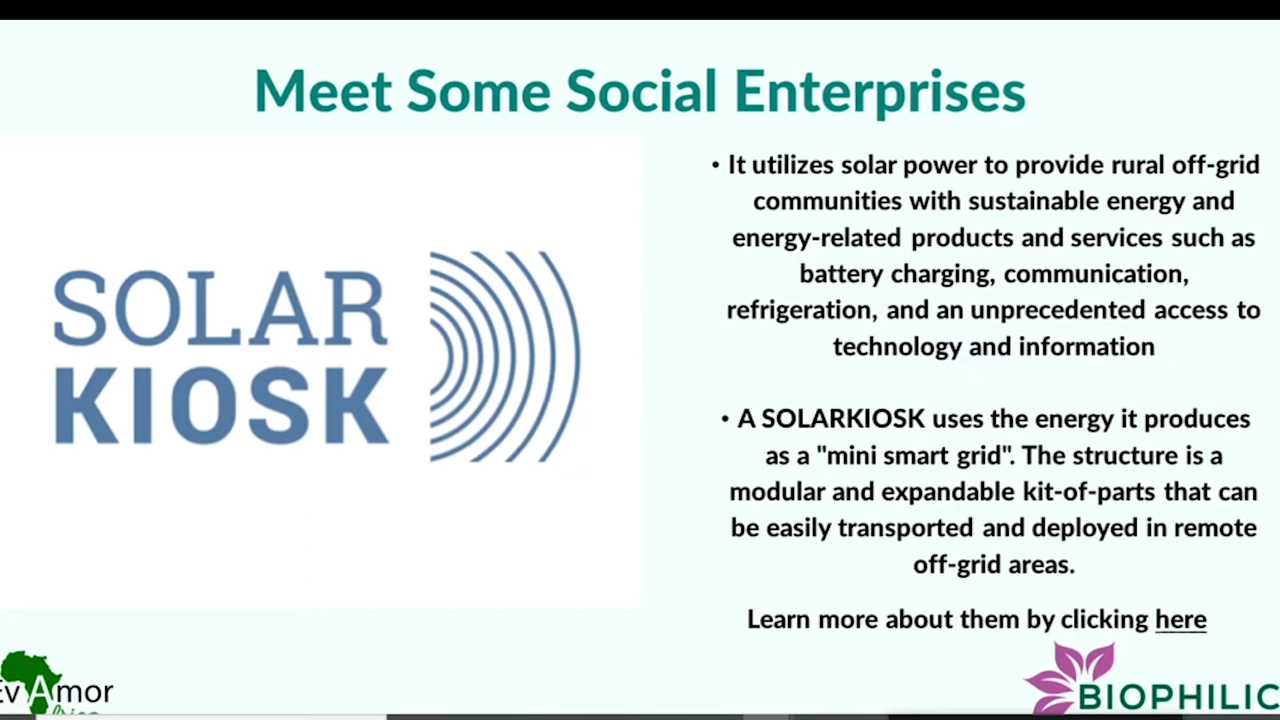 Meet Some Social Enterprises
SOLAR
KIOSK
• It utilizes solar power to provide rural off-grid
communities with sustainable energy and
energy-related products and services such as
battery charging, communication,
refrigeration, and an unprecedented access to
technology and information
• A SOLARKIOSK uses the energy it produces
as a "mini smart grid". The structure is a
modular and expandable kit-of-parts that can
be easily transported and deployed in remote
off-grid areas.
Learn more about them by clicking here
Ev Amor
BIOPHILIC